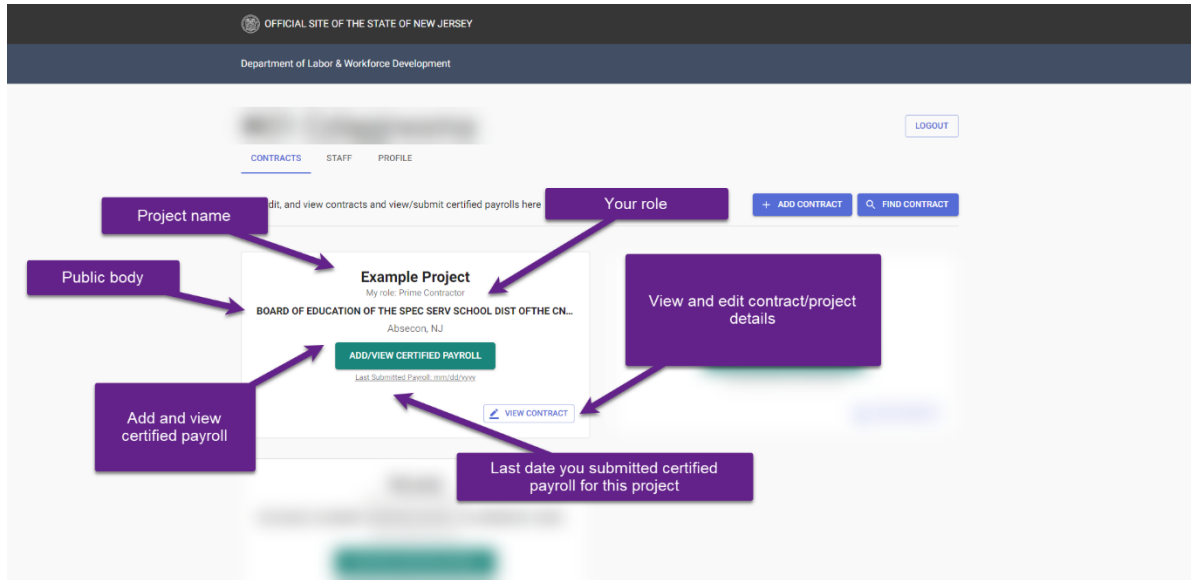 OFFICIAL SITE OF THE STATE OF NEW JERSEY
Department of Labor & Workforce Development
LOGOUT
CONTRACTS STAFF PROFILE
dit, and view contracts and view/submit certified payrolls here
+ ADD CONTRACT
FIND CONTRACT
Project name
Your role
Public body
Example Project
My role: Prime Contractor
BOARD OF EDUCATION OF THE SPEC SERV SCHOOL DIST OFTHE CN...
Absecon, NJ
ADD/VIEW CERTIFIED PAYROLL
Last Submitted Payroll: mm/dd/yyyy
VIEW CONTRACT
View and edit contract/project
details
Add and view
certified payroll
Last date you submitted certified
payroll for this project